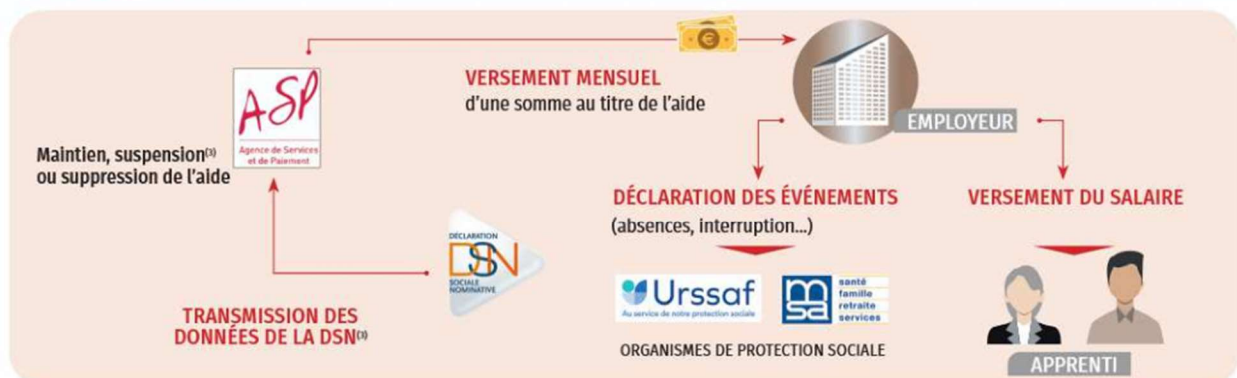 ASP
Agence de Services
et de Paiement
Maintien, suspension⁽³⁾
ou suppression de l'aide
VERSEMENT MENSUEL
d'une somme au titre de l'aide
€
EMPLOYEUR
DÉCLARATION DES ÉVÉNEMENTS
(absences, interruption...)
VERSEMENT DU SALAIRE
DÉCLARATION
DSN
SOCIALE
NOMINATIVE
TRANSMISSION DES
DONNÉES DE LA DSN⁽³⁾
Urssaf
Au service de notre protection sociale
msa
santé
famille
retraite
services
ORGANISMES DE PROTECTION SOCIALE
APPRENTI